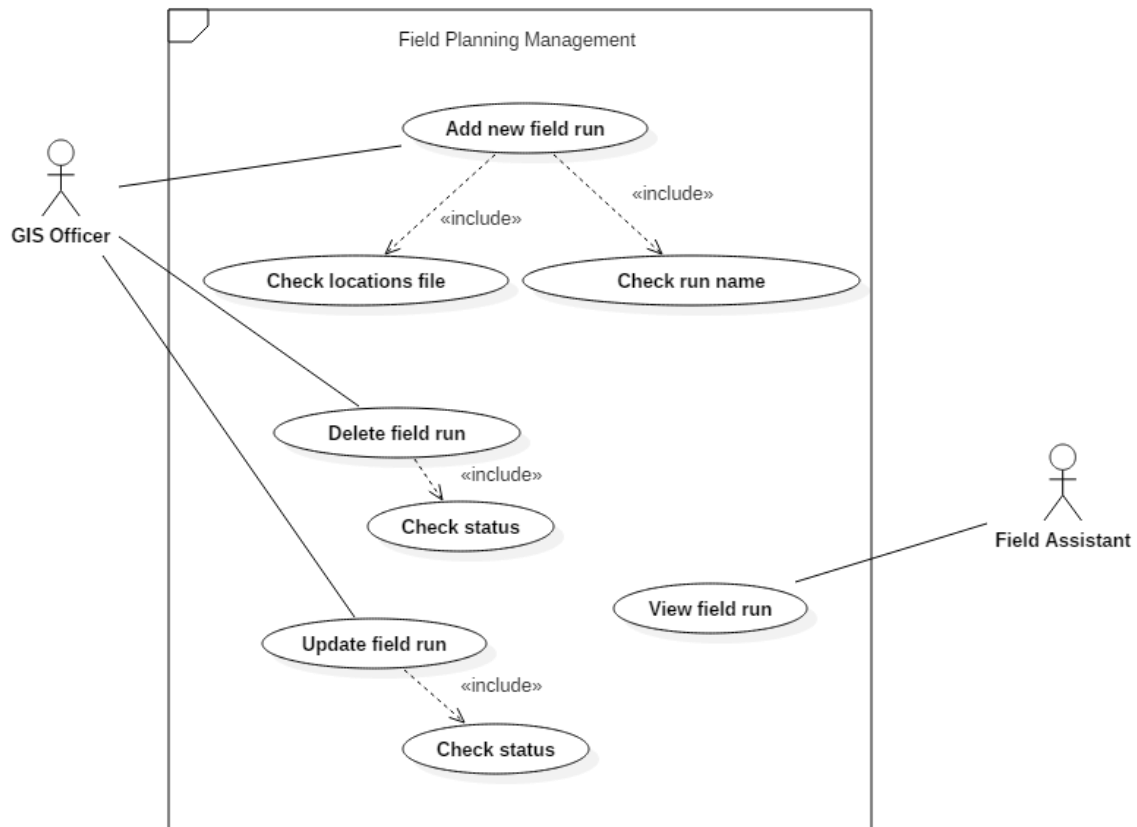 Field Planning Management
Add new field run
«include»
«include»
GIS Officer
Check locations file
Check run name
Delete field run
«include»
Check status
Field Assistant
View field run
Update field run
«include»
Check status